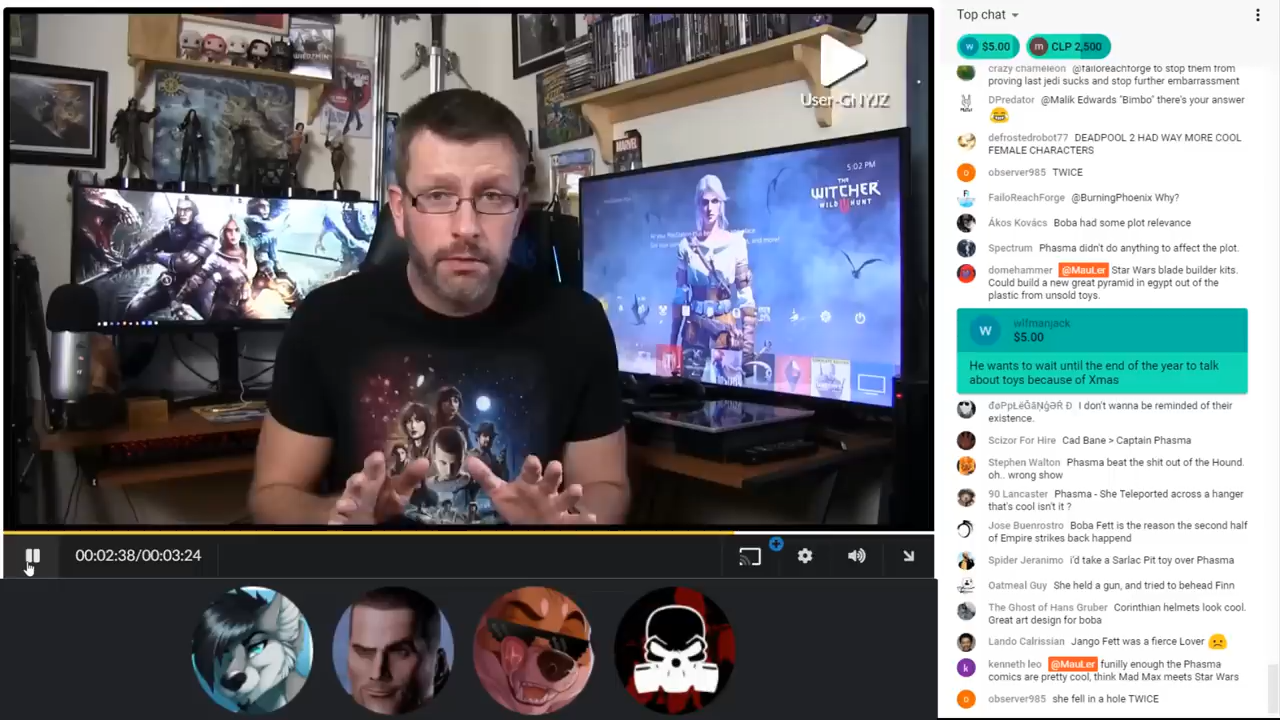 User-GNYJZ
MARVEL
5:02 PM
THE
WITCHER
WILD HUNT
00:02:38/00:03:24
Top chat
W $5.00 m CLP 2,500
crazy chameleon @failoreachforge to stop them from
proving last jedi sucks and stop further embarrassment
DPredator @Malik Edwards "Bimbo" there's your answer
😂
defrostedrobot77 DEADPOOL 2 HAD WAY MORE COOL
FEMALE CHARACTERS
o observer985 TWICE
FailoReachForge @BurningPhoenix Why?
Ákos Kovács Boba had some plot relevance
Spectrum Phasma didn't do anything to affect the plot.
domehammer @MauLer Star Wars blade builder kits.
Could build a new great pyramid in egypt out of the
plastic from unsold toys.
W wlfmanjack
$5.00
He wants to wait until the end of the year to talk
about toys because of Xmas
I don't wanna be reminded of their
existence.
Scizor For Hire Cad Bane > Captain Phasma
Stephen Walton Phasma beat the shit out of the Hound.
oh.. wrong show
90 Lancaster Phasma - She Teleported across a hanger
that's cool isn't it ?
Jose Buenrostro Boba Fett is the reason the second half
of Empire strikes back happend
Spider Jeranimo i'd take a Sarlac Pit toy over Phasma
Oatmeal Guy She held a gun, and tried to behead Finn
The Ghost of Hans Gruber Corinthian helmets look cool.
Great art design for boba
Lando Calrissian Jango Fett was a fierce Lover 🙁
k kenneth leo @MauLer funilly enough the Phasma
comics are pretty cool, think Mad Max meets Star Wars
o observer985 she fell in a hole TWICE